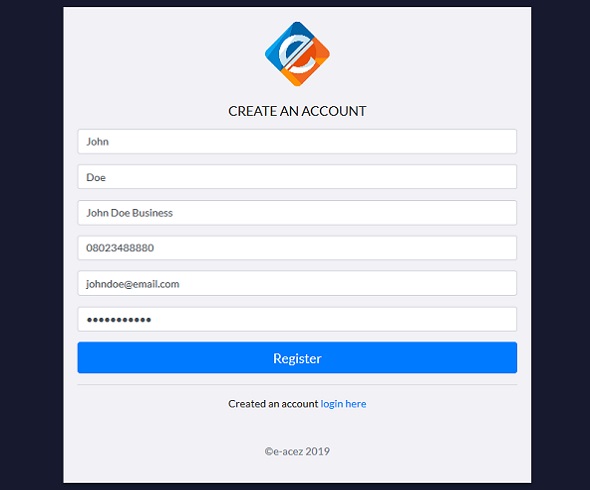 CREATE AN ACCOUNT
John
Doe
John Doe Business
08023488880
johndoe@email.com
•••••••••••
Register
Created an account login here
©e-acez 2019